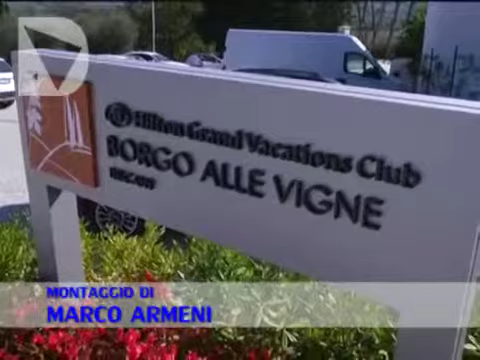 Hilton Grand Vacations Club
BORGO ALLE VIGNE
MONTAGGIO DI
MARCO ARMENI